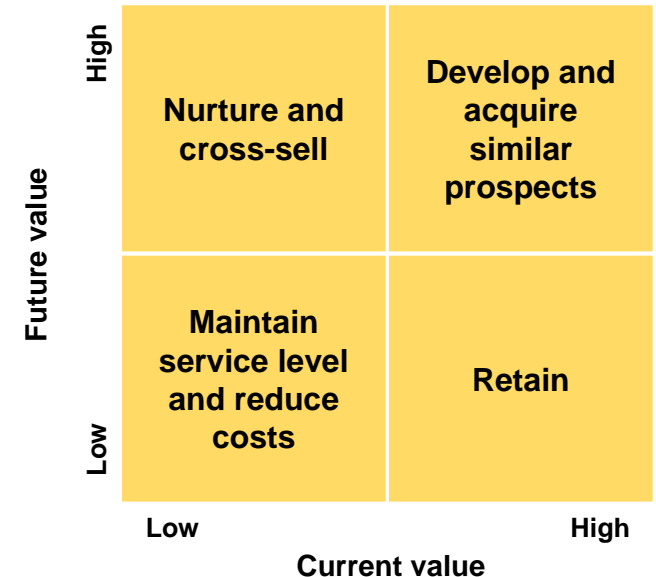 High
Future value
Low
Nurture and
cross-sell
Develop and
acquire
similar
prospects
Maintain
service level
and reduce
costs
Retain
Low
High
Current value